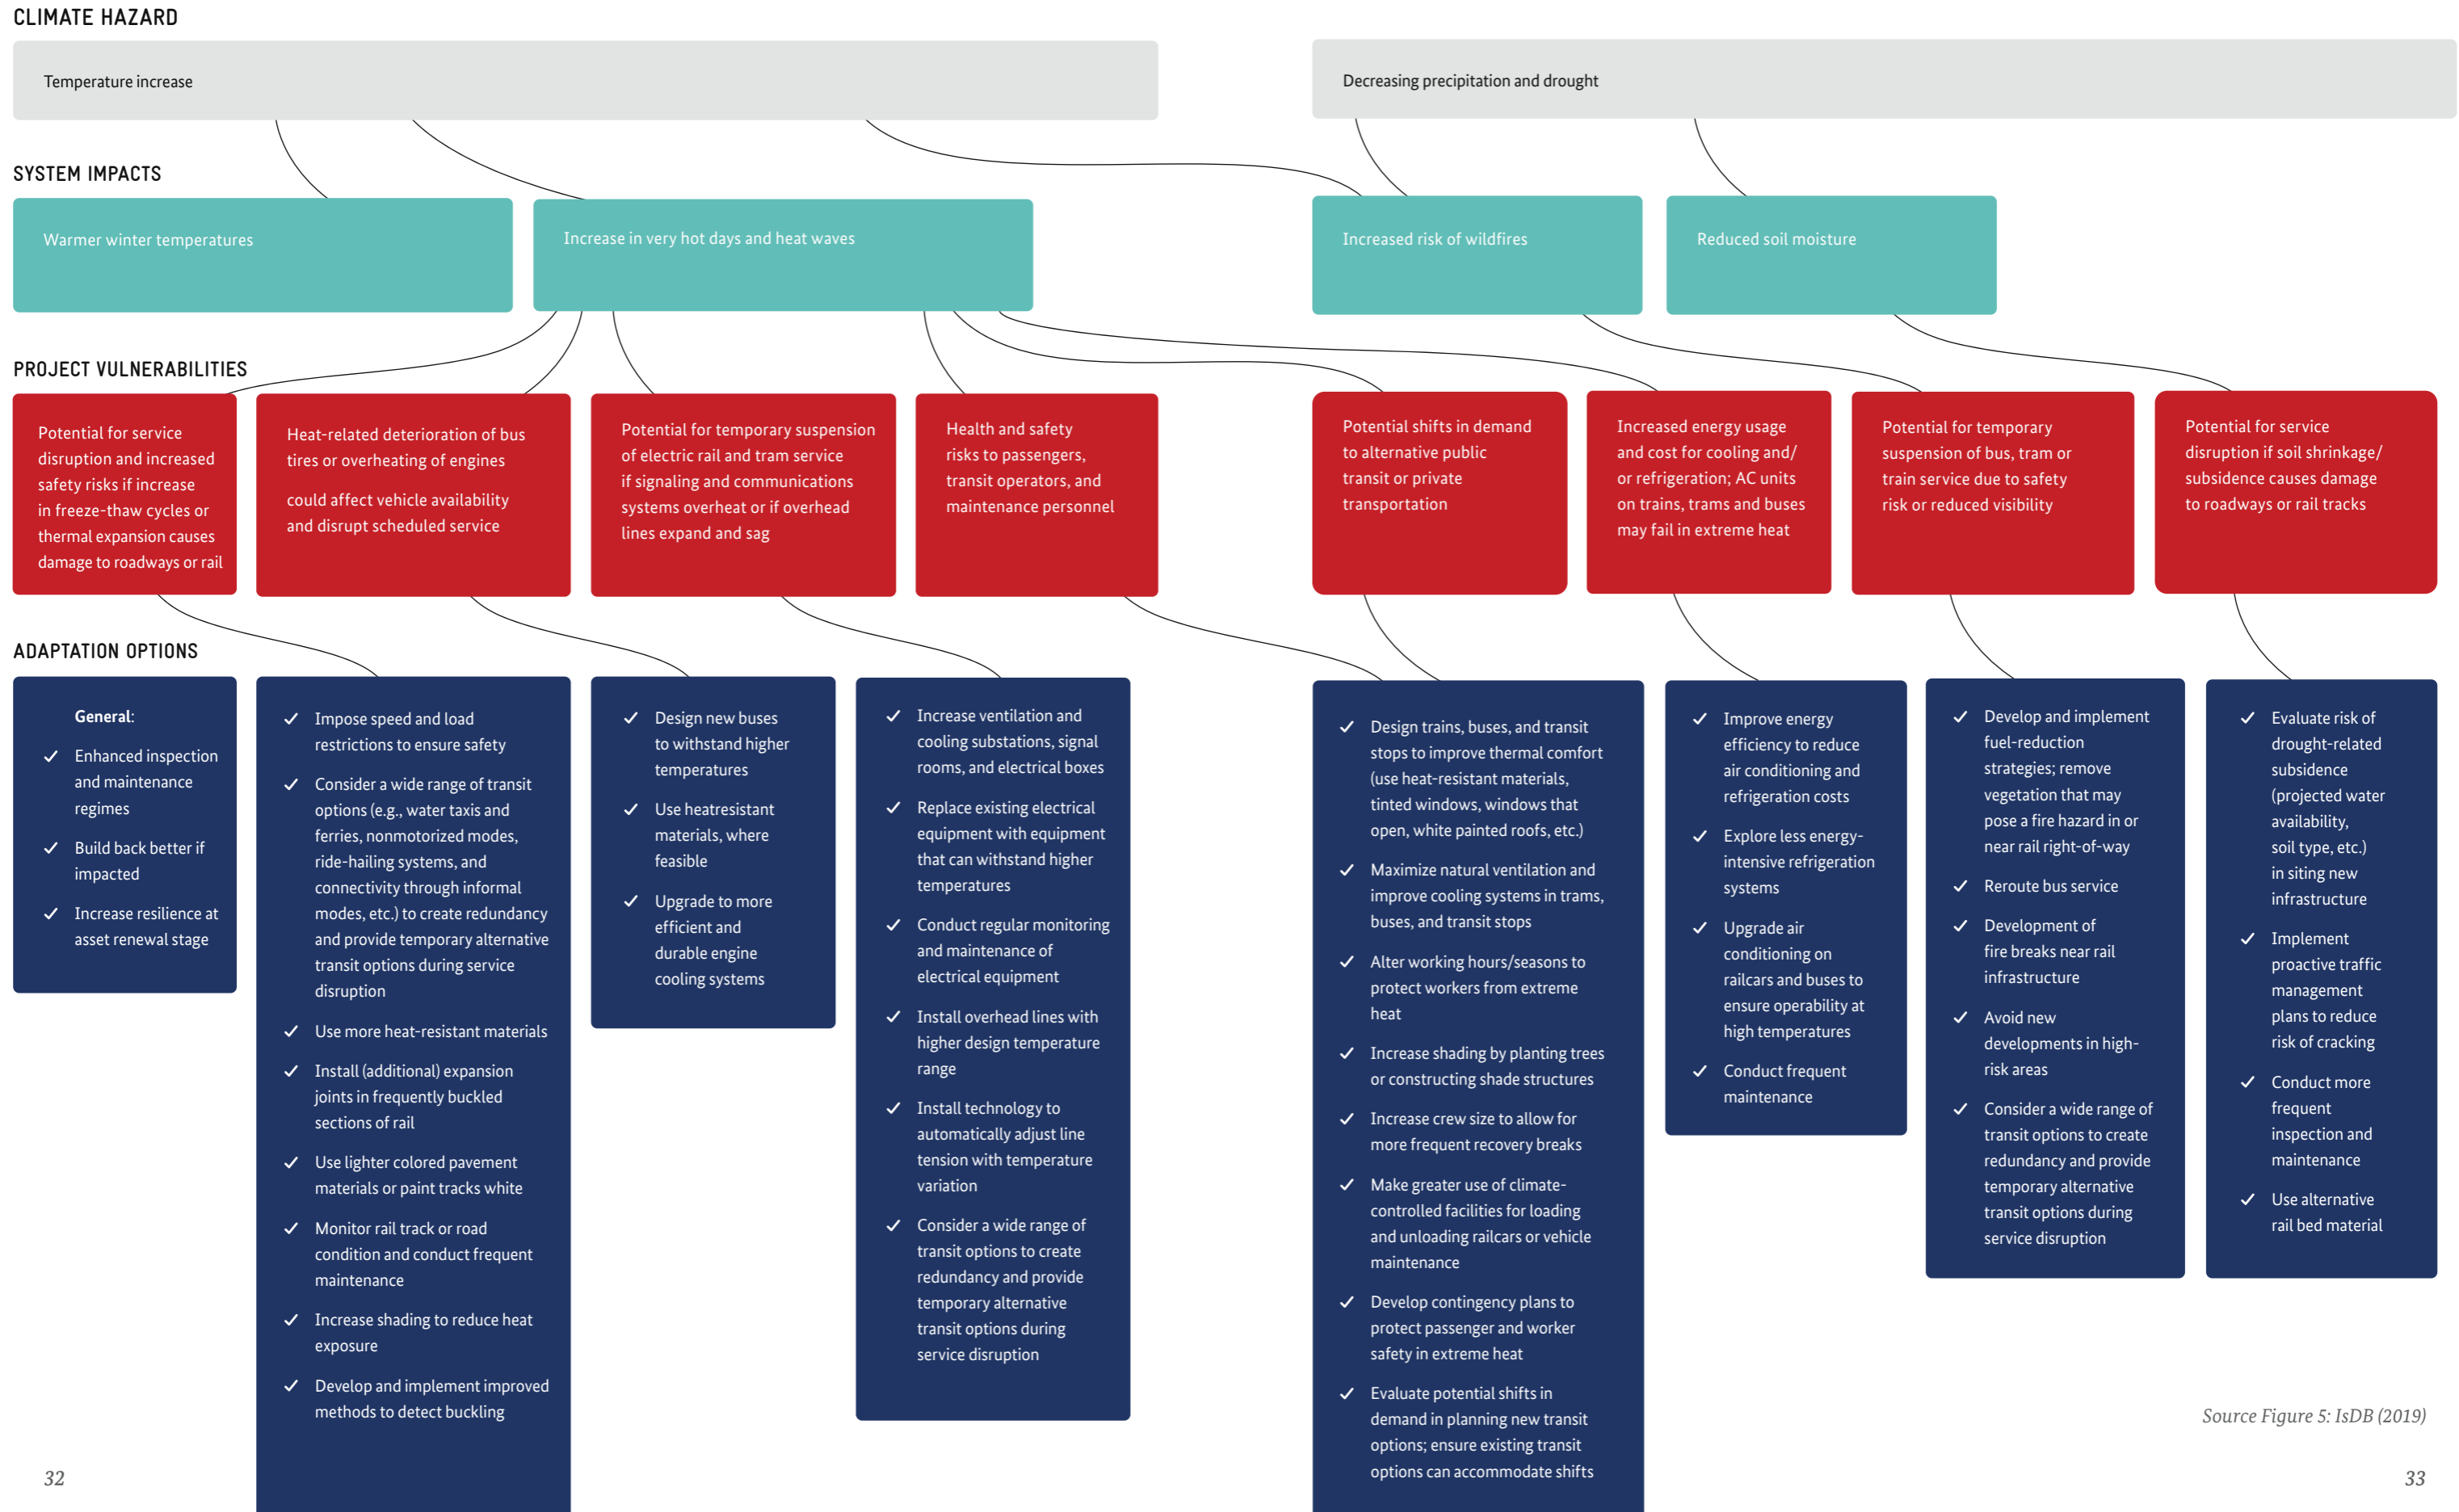 CLIMATE HAZARD
Temperature increase
Decreasing precipitation and drought
SYSTEM IMPACTS
Warmer winter temperatures
Increase in very hot days and heat waves
Increased risk of wildfires
Reduced soil moisture
PROJECT VULNERABILITIES
Potential for service
disruption and increased
safety risks if increase
in freeze-thaw cycles or
thermal expansion causes
damage to roadways or rail
Heat-related deterioration of bus
tires or overheating of engines
could affect vehicle availability
and disrupt scheduled service
Potential for temporary suspension
of electric rail and tram service
if signaling and communications
systems overheat or if overhead
lines expand and sag
Health and safety
risks to passengers,
transit operators, and
maintenance personnel
Potential shifts in demand
to alternative public
transit or private
transportation
Increased energy usage
and cost for cooling and/
or refrigeration; AC units
on trains, trams and buses
may fail in extreme heat
Potential for temporary
suspension of bus, tram or
train service due to safety
risk or reduced visibility
Potential for service
disruption if soil shrinkage/
subsidence causes damage
to roadways or rail tracks
ADAPTATION OPTIONS
General:
✓ Enhanced inspection
and maintenance
regimes
✓ Build back better if
impacted
✓ Increase resilience at
asset renewal stage
✓ Impose speed and load
restrictions to ensure safety
✓ Consider a wide range of transit
options (e.g., water taxis and
ferries, nonmotorized modes,
ride-hailing systems, and
connectivity through informal
modes, etc.) to create redundancy
and provide temporary alternative
transit options during service
disruption
✓ Use more heat-resistant materials
✓ Install (additional) expansion
joints in frequently buckled
sections of rail
✓ Use lighter colored pavement
materials or paint tracks white
✓ Monitor rail track or road
condition and conduct frequent
maintenance
✓ Increase shading to reduce heat
exposure
✓ Develop and implement improved
methods to detect buckling
✓ Design new buses
to withstand higher
temperatures
✓ Use heatresistant
materials, where
feasible
✓ Upgrade to more
efficient and
durable engine
cooling systems
✓ Increase ventilation and
cooling substations, signal
rooms, and electrical boxes
✓ Replace existing electrical
equipment with equipment
that can withstand higher
temperatures
✓ Conduct regular monitoring
and maintenance of
electrical equipment
✓ Install overhead lines with
higher design temperature
range
✓ Install technology to
automatically adjust line
tension with temperature
variation
✓ Consider a wide range of
transit options to create
redundancy and provide
temporary alternative
transit options during
service disruption
✓ Design trains, buses, and transit
stops to improve thermal comfort
(use heat-resistant materials,
tinted windows, windows that
open, white painted roofs, etc.)
✓ Maximize natural ventilation and
improve cooling systems in trams,
buses, and transit stops
✓ Alter working hours/seasons to
protect workers from extreme
heat
✓ Increase shading by planting trees
or constructing shade structures
✓ Increase crew size to allow for
more frequent recovery breaks
✓ Make greater use of climate-
controlled facilities for loading
and unloading railcars or vehicle
maintenance
✓ Develop contingency plans to
protect passenger and worker
safety in extreme heat
✓ Evaluate potential shifts in
demand in planning new transit
options; ensure existing transit
options can accommodate shifts
✓ Improve energy
efficiency to reduce
air conditioning and
refrigeration costs
✓ Explore less energy-
intensive refrigeration
systems
✓ Upgrade air
conditioning on
railcars and buses to
ensure operability at
high temperatures
✓ Conduct frequent
maintenance
✓ Develop and implement
fuel-reduction
strategies; remove
vegetation that may
pose a fire hazard in or
near rail right-of-way
✓ Reroute bus service
✓ Development of
fire breaks near rail
infrastructure
✓ Avoid new
developments in high-
risk areas
✓ Consider a wide range of
transit options to create
redundancy and provide
temporary alternative
transit options during
service disruption
✓ Evaluate risk of
drought-related
subsidence
(projected water
availability,
soil type, etc.)
in siting new
infrastructure
✓ Implement
proactive traffic
management
plans to reduce
risk of cracking
✓ Conduct more
frequent
inspection and
maintenance
✓ Use alternative
rail bed material
Source Figure 5: IsDB (2019)
32
33